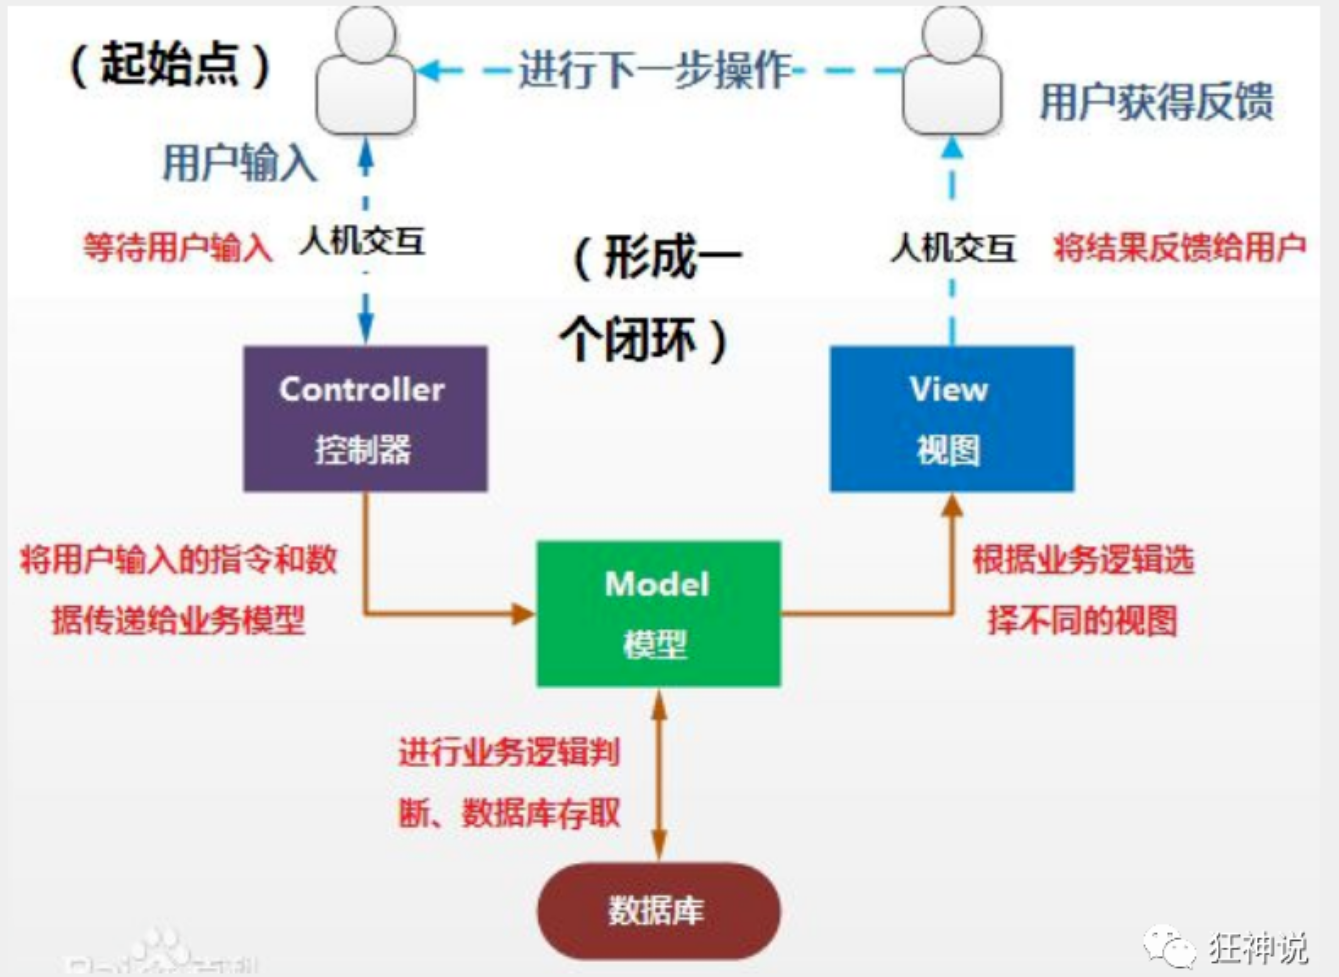 （起始点）
进行下一步操作
用户获得反馈
用户输入
等待用户输入
人机交互
（形成一
个闭环）
人机交互
将结果反馈给用户
Controller
控制器
View
视图
将用户输入的指令和数
据传递给业务模型
Model
模型
根据业务逻辑选
择不同的视图
进行业务逻辑判
断、数据库存取
数据库
狂神说